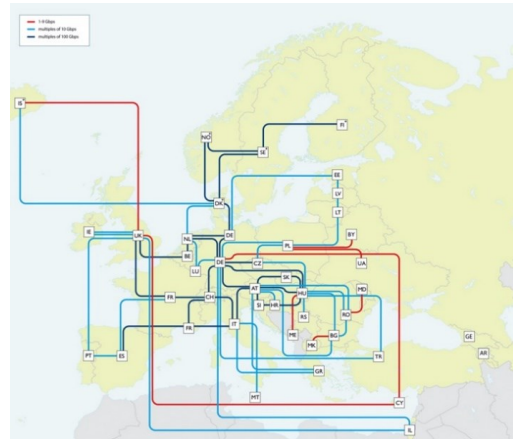 1-9 Gbps
multiples of 10 Gbps
multiples of 100 Gbps
IS
NO
SE
FI
EE
DK
LV
LT
IE
UK
NL
DE
BY
BE
PL
LU
DE
CZ
UA
SK
FR
CH
AT
HU
MD
SI
HR
RS
RO
FR
IT
ME
BG
GE
PT
ES
MK
TR
AR
GR
MT
CY
IL